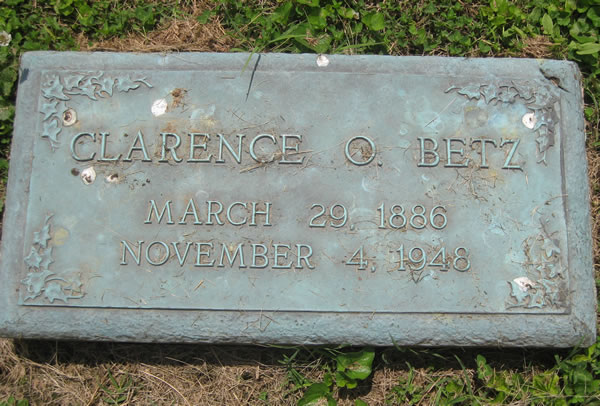 CLARENCE O. BETZ
MARCH 29, 1886
NOVEMBER 4, 1948